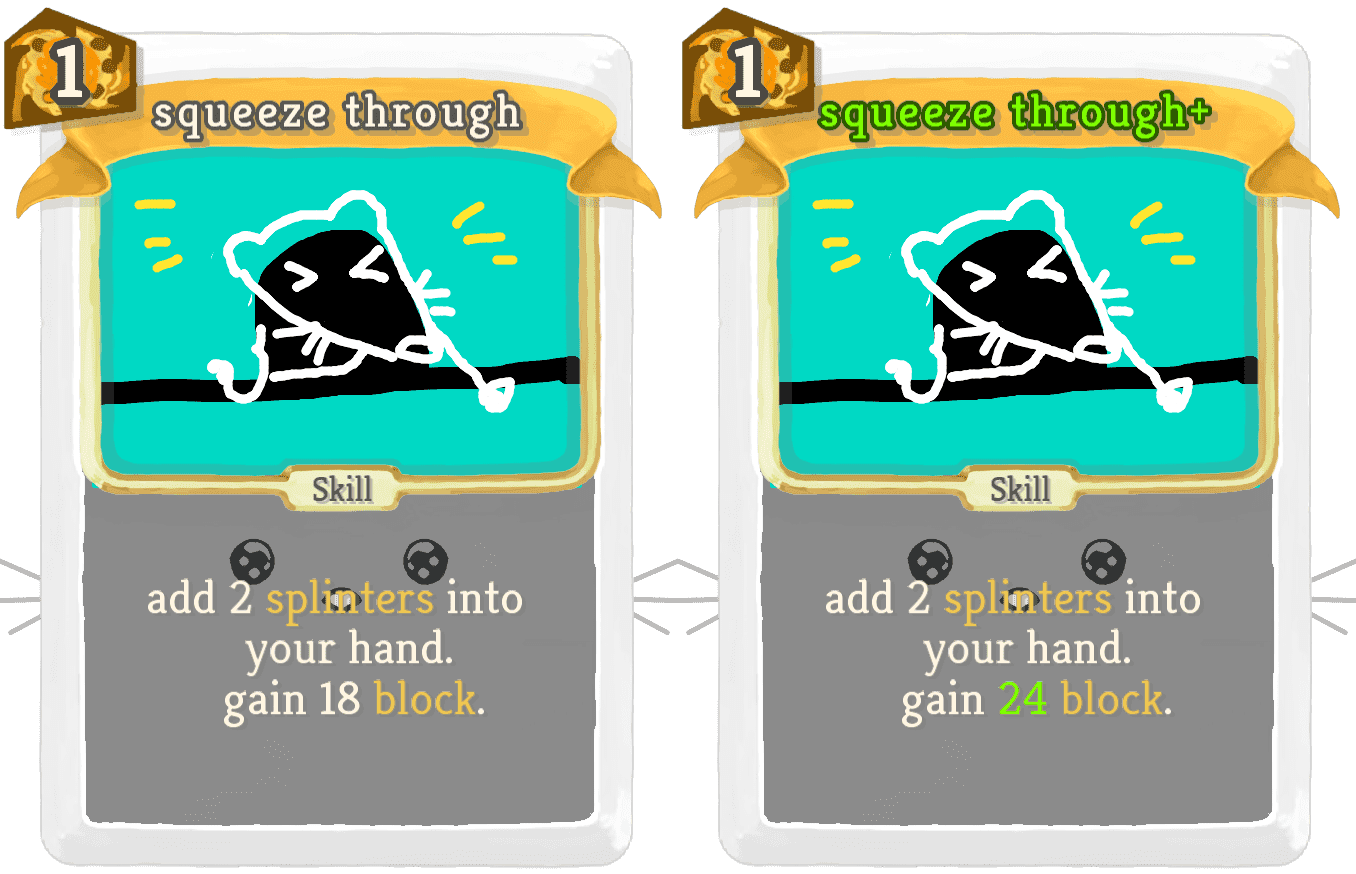 1
squeeze through
Skill
add 2 splinters into
your hand.
gain 18 block.
1
squeeze through+
Skill
add 2 splinters into
your hand.
gain 24 block.